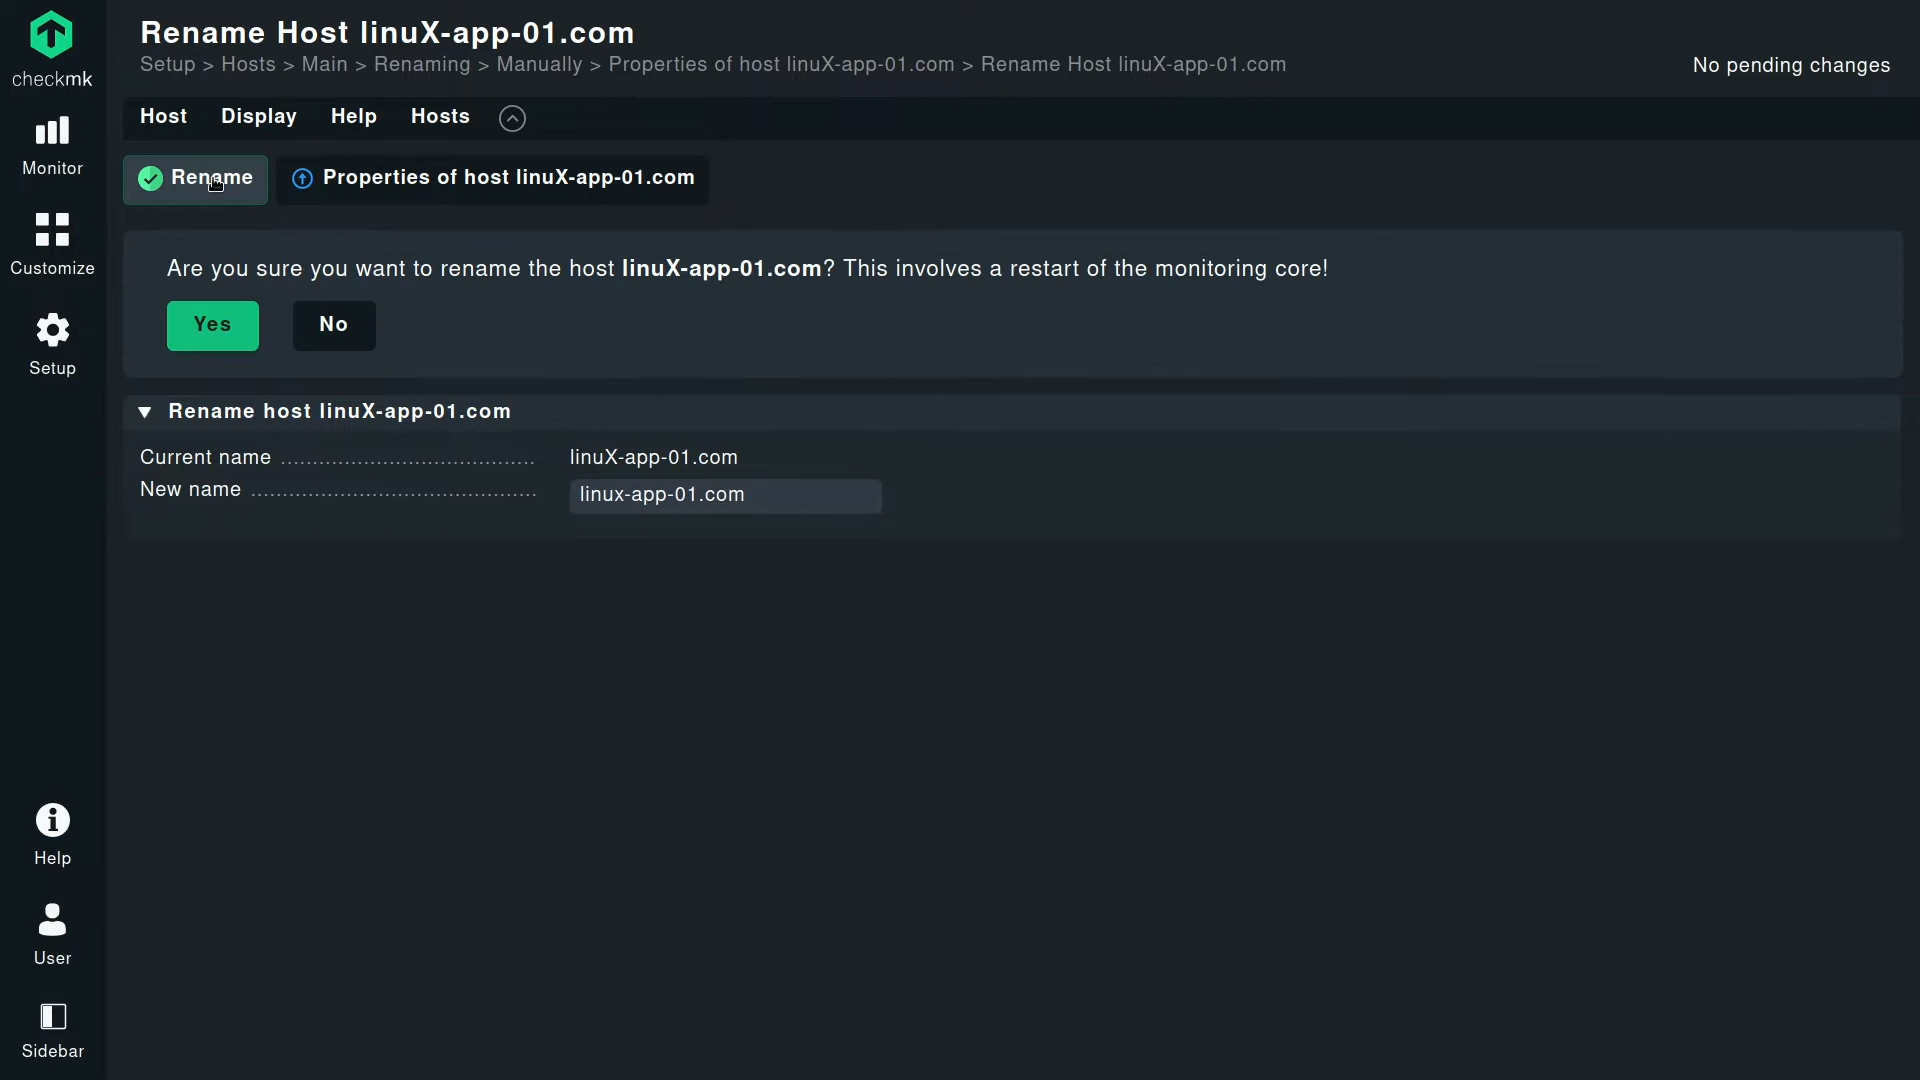 Rename Host linuX-app-01.com
Setup > Hosts > Main > Renaming > Manually > Properties of host linuX-app-01.com > Rename Host linuX-app-01.com
No pending changes
checkmk
Monitor
Customize
Setup
Host Display Help Hosts
Rename Properties of host linuX-app-01.com
Are you sure you want to rename the host linuX-app-01.com? This involves a restart of the monitoring core!
Yes No
Rename host linuX-app-01.com
Current name ........................................ linuX-app-01.com
New name ............................................. linux-app-01.com
Help
User
Sidebar